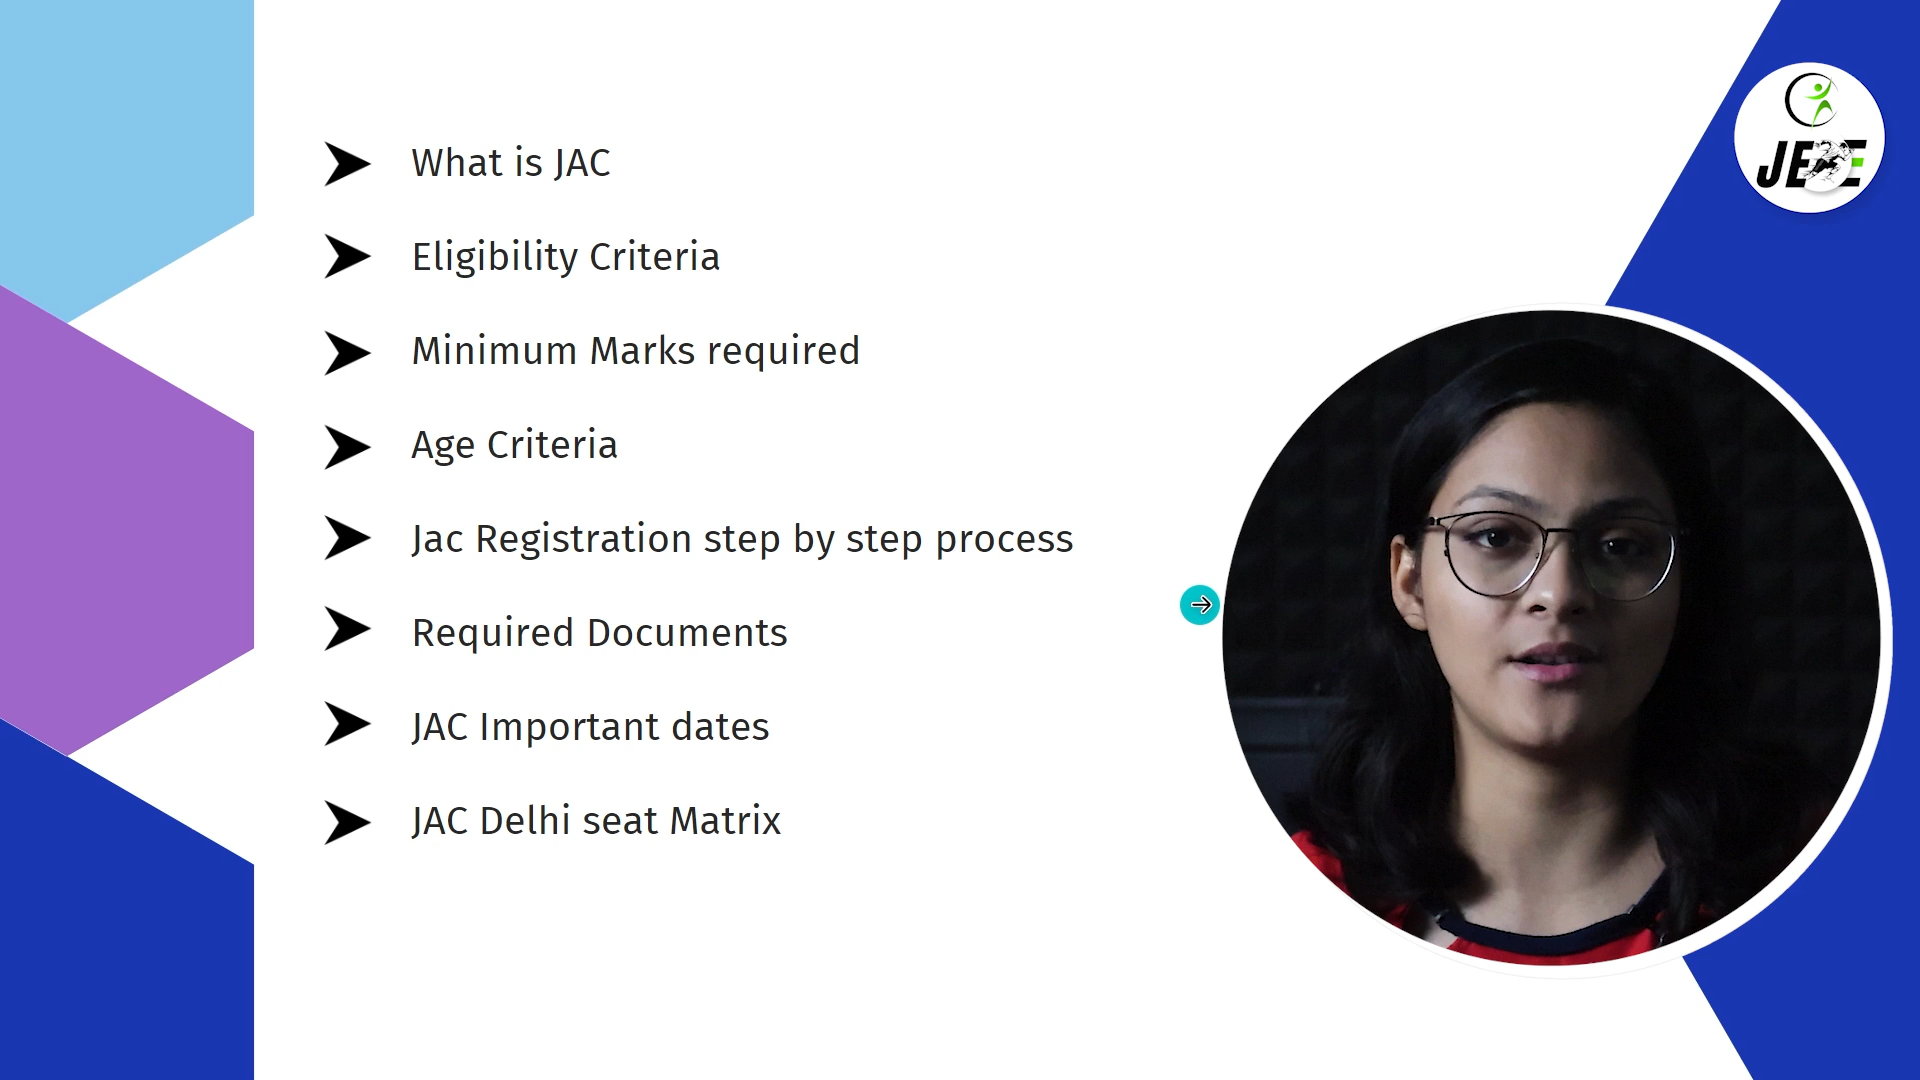 What is JAC
Eligibility Criteria
Minimum Marks required
Age Criteria
Jac Registration step by step process
Required Documents
JAC Important dates
JAC Delhi seat Matrix